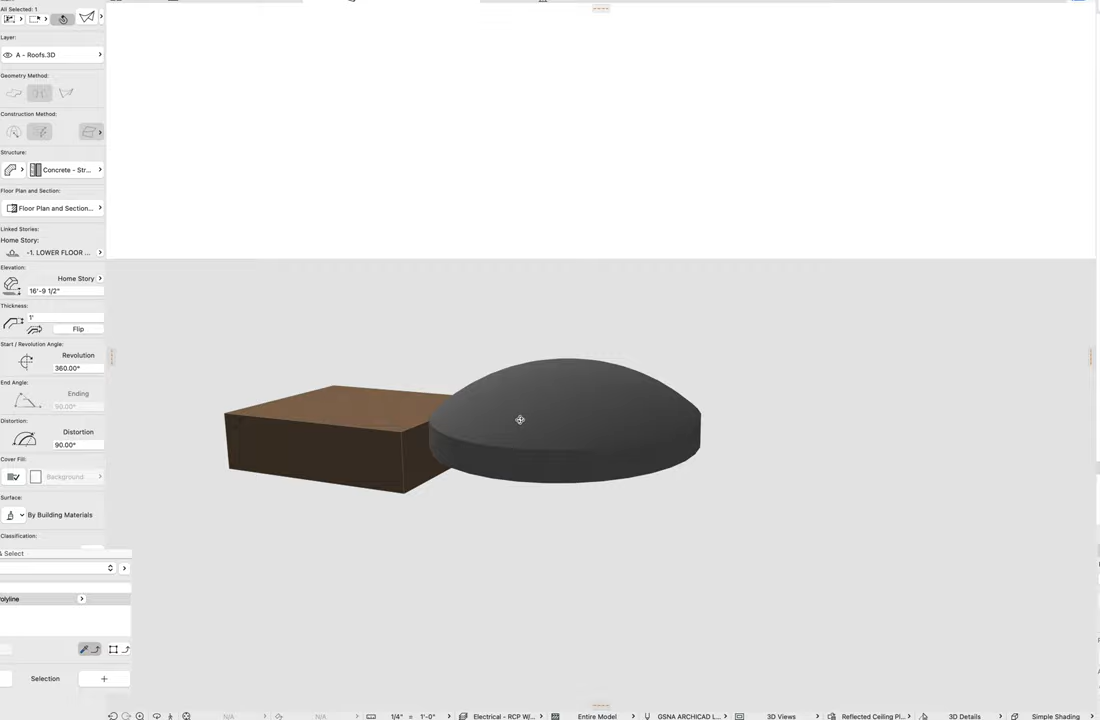 All Selected: 1
Layer:
A - Roofs.3D
Geometry Method:
Construction Method:
Structure:
Concrete - Str...
Floor Plan and Section:
Floor Plan and Section...
Linked Stories:
Home Story:
-1. LOWER FLOOR ...
Elevation:
Home Story
16'-9 1/2"
Thickness:
1'
Flip
Start / Revolution Angle:
Revolution
360.00°
End Angle:
Ending
90.00°
Distortion:
Distortion
90.00°
Cover Fill:
Background
Surface:
By Building Materials
Classification:
& Select
olyline
Selection
+
N/A
N/A
1/4" = 1'-0"
Electrical - RCP W/...
Entire Model
GSNA ARCHICAD L...
3D Views
Reflected Ceiling Pl...
3D Details
Simple Shading